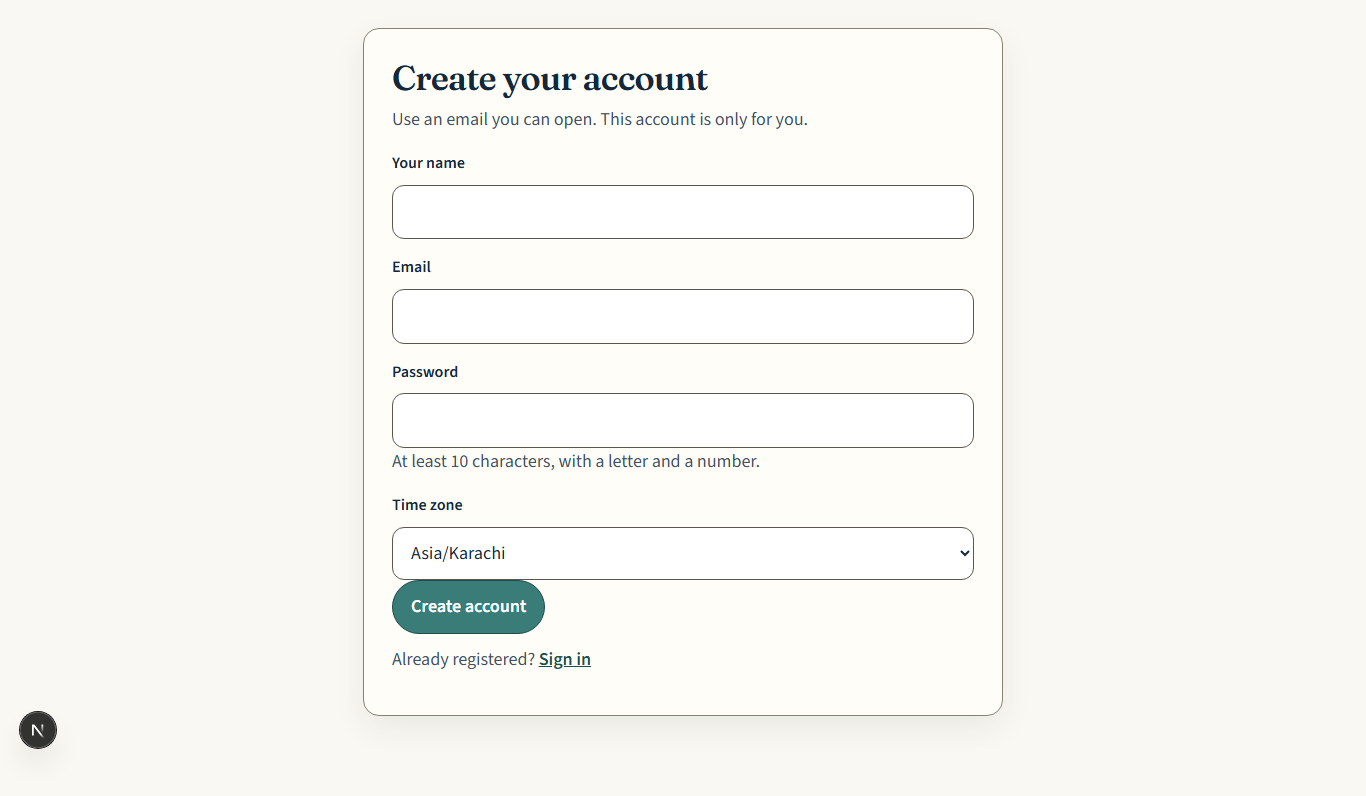 Create your account
Use an email you can open. This account is only for you.
Your name
Email
Password
At least 10 characters, with a letter and a number.
Time zone
Asia/Karachi
Create account
Already registered? Sign in
N